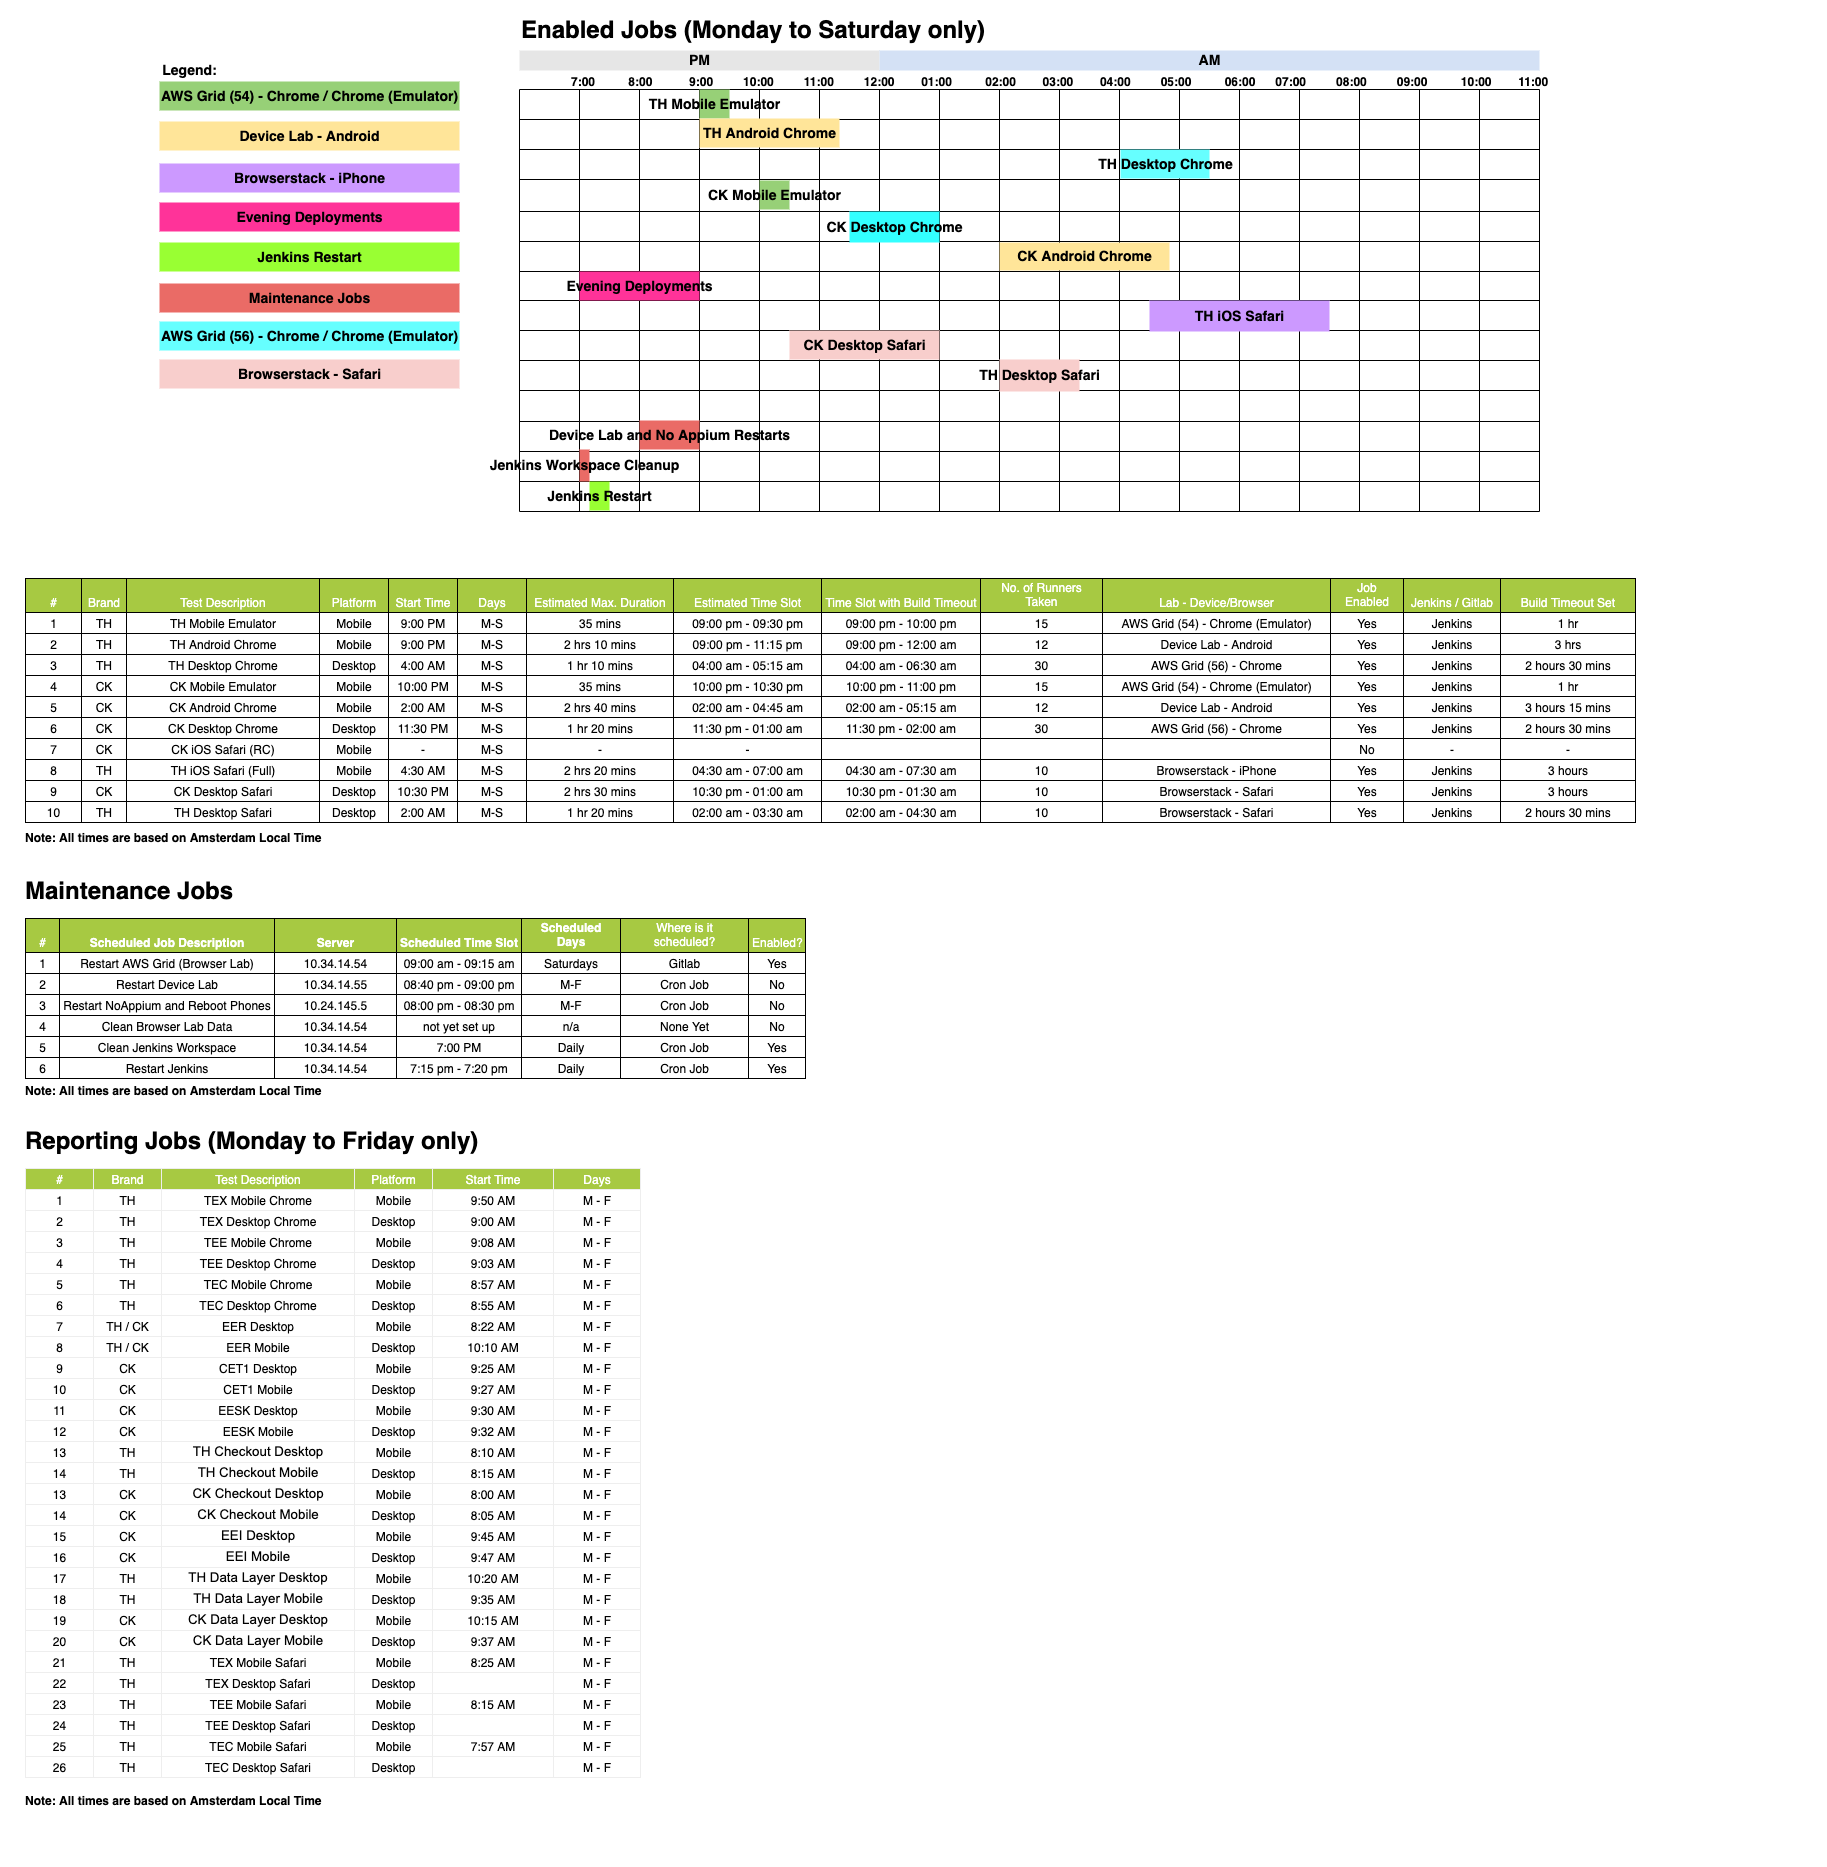 Enabled Jobs (Monday to Saturday only)
PM AM
Legend:
7:00 8:00 9:00 10:00 11:00 12:00 01:00 02:00 03:00 04:00 05:00 06:00 07:00 08:00 09:00 10:00 11:00
AWS Grid (54) - Chrome / Chrome (Emulator)
Device Lab - Android
Browserstack - iPhone
Evening Deployments
Jenkins Restart
Maintenance Jobs
AWS Grid (56) - Chrome / Chrome (Emulator)
Browserstack - Safari
TH Mobile Emulator
TH Android Chrome
TH Desktop Chrome
CK Mobile Emulator
CK Desktop Chrome
CK Android Chrome
Evening Deployments
TH iOS Safari
CK Desktop Safari
TH Desktop Safari
Device Lab and No Appium Restarts
Jenkins Workspace Cleanup
Jenkins Restart
# Brand Test Description Platform Start Time Days Estimated Max. Duration Estimated Time Slot Time Slot with Build Timeout No. of Runners Taken Lab - Device/Browser Job Enabled Jenkins / Gitlab Build Timeout Set
1 TH TH Mobile Emulator Mobile 9:00 PM M-S 35 mins 09:00 pm - 09:30 pm 09:00 pm - 10:00 pm 15 AWS Grid (54) - Chrome (Emulator) Yes Jenkins 1 hr
2 TH TH Android Chrome Mobile 9:00 PM M-S 2 hrs 10 mins 09:00 pm - 11:15 pm 09:00 pm - 12:00 am 12 Device Lab - Android Yes Jenkins 3 hrs
3 TH TH Desktop Chrome Desktop 4:00 AM M-S 1 hr 10 mins 04:00 am - 05:15 am 04:00 am - 06:30 am 30 AWS Grid (56) - Chrome Yes Jenkins 2 hours 30 mins
4 CK CK Mobile Emulator Mobile 10:00 PM M-S 35 mins 10:00 pm - 10:30 pm 10:00 pm - 11:00 pm 15 AWS Grid (54) - Chrome (Emulator) Yes Jenkins 1 hr
5 CK CK Android Chrome Mobile 2:00 AM M-S 2 hrs 40 mins 02:00 am - 04:45 am 02:00 am - 05:15 am 12 Device Lab - Android Yes Jenkins 3 hours 15 mins
6 CK CK Desktop Chrome Desktop 11:30 PM M-S 1 hr 20 mins 11:30 pm - 01:00 am 11:30 pm - 02:00 am 30 AWS Grid (56) - Chrome Yes Jenkins 2 hours 30 mins
7 CK CK iOS Safari (RC) Mobile - M-S - - No - -
8 TH TH iOS Safari (Full) Mobile 4:30 AM M-S 2 hrs 20 mins 04:30 am - 07:00 am 04:30 am - 07:30 am 10 Browserstack - iPhone Yes Jenkins 3 hours
9 CK CK Desktop Safari Desktop 10:30 PM M-S 2 hrs 30 mins 10:30 pm - 01:00 am 10:30 pm - 01:30 am 10 Browserstack - Safari Yes Jenkins 3 hours
10 TH TH Desktop Safari Desktop 2:00 AM M-S 1 hr 20 mins 02:00 am - 03:30 am 02:00 am - 04:30 am 10 Browserstack - Safari Yes Jenkins 2 hours 30 mins
Note: All times are based on Amsterdam Local Time
Maintenance Jobs
# Scheduled Job Description Server Scheduled Time Slot Scheduled Days Where is it scheduled? Enabled?
1 Restart AWS Grid (Browser Lab) 10.34.14.54 09:00 am - 09:15 am Saturdays Gitlab Yes
2 Restart Device Lab 10.34.14.55 08:40 pm - 09:00 pm M-F Cron Job No
3 Restart NoAppium and Reboot Phones 10.24.145.5 08:00 pm - 08:30 pm M-F Cron Job No
4 Clean Browser Lab Data 10.34.14.54 not yet set up n/a None Yet No
5 Clean Jenkins Workspace 10.34.14.54 7:00 PM Daily Cron Job Yes
6 Restart Jenkins 10.34.14.54 7:15 pm - 7:20 pm Daily Cron Job Yes
Note: All times are based on Amsterdam Local Time
Reporting Jobs (Monday to Friday only)
# Brand Test Description Platform Start Time Days
1 TH TEX Mobile Chrome Mobile 9:50 AM M - F
2 TH TEX Desktop Chrome Desktop 9:00 AM M - F
3 TH TEE Mobile Chrome Mobile 9:08 AM M - F
4 TH TEE Desktop Chrome Desktop 9:03 AM M - F
5 TH TEC Mobile Chrome Mobile 8:57 AM M - F
6 TH TEC Desktop Chrome Desktop 8:55 AM M - F
7 TH / CK EER Desktop Mobile 8:22 AM M - F
8 TH / CK EER Mobile Desktop 10:10 AM M - F
9 CK CET1 Desktop Mobile 9:25 AM M - F
10 CK CET1 Mobile Desktop 9:27 AM M - F
11 CK EESK Desktop Mobile 9:30 AM M - F
12 CK EESK Mobile Desktop 9:32 AM M - F
13 TH TH Checkout Desktop Mobile 8:10 AM M - F
14 TH TH Checkout Mobile Desktop 8:15 AM M - F
13 CK CK Checkout Desktop Mobile 8:00 AM M - F
14 CK CK Checkout Mobile Desktop 8:05 AM M - F
15 CK EEI Desktop Mobile 9:45 AM M - F
16 CK EEI Mobile Desktop 9:47 AM M - F
17 TH TH Data Layer Desktop Mobile 10:20 AM M - F
18 TH TH Data Layer Mobile Desktop 9:35 AM M - F
19 CK CK Data Layer Desktop Mobile 10:15 AM M - F
20 CK CK Data Layer Mobile Desktop 9:37 AM M - F
21 TH TEX Mobile Safari Mobile 8:25 AM M - F
22 TH TEX Desktop Safari Desktop M - F
23 TH TEE Mobile Safari Mobile 8:15 AM M - F
24 TH TEE Desktop Safari Desktop M - F
25 TH TEC Mobile Safari Mobile 7:57 AM M - F
26 TH TEC Desktop Safari Desktop M - F
Note: All times are based on Amsterdam Local Time